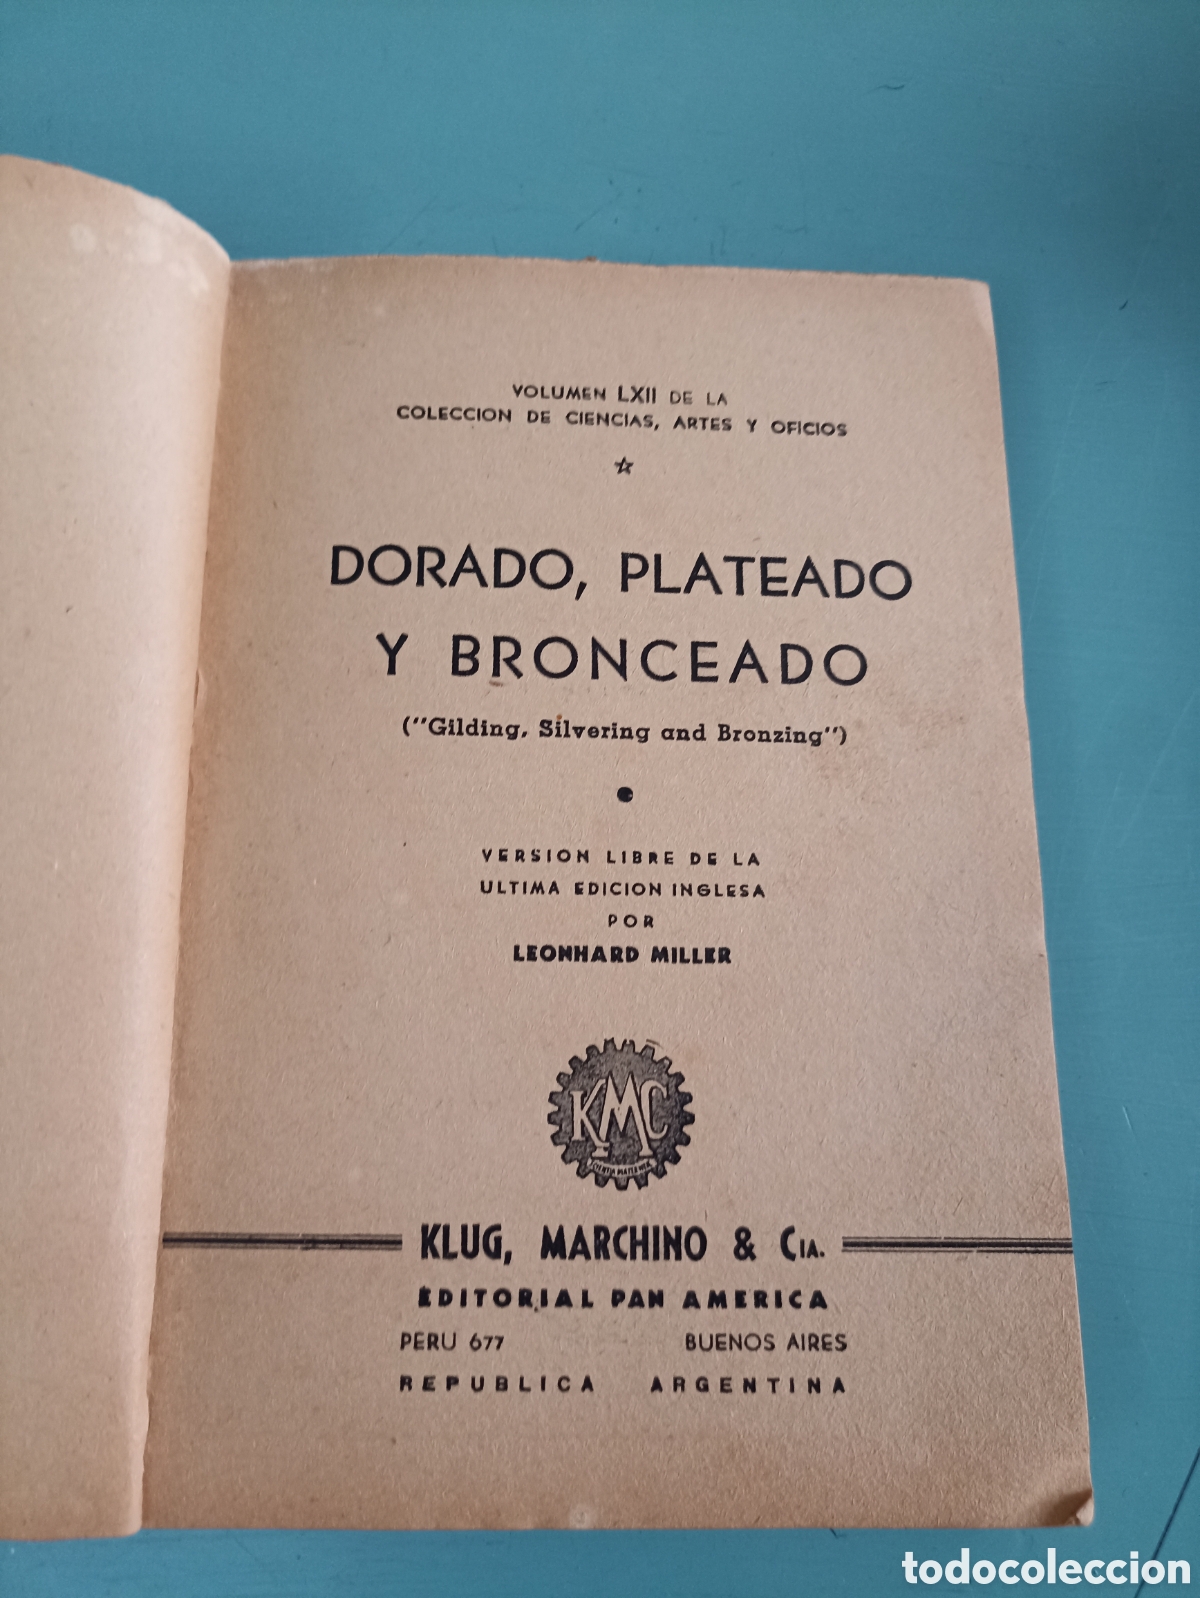 VOLUMEN LXII DE LA
COLECCION DE CIENCIAS, ARTES Y OFICIOS
DORADO, PLATEADO
Y BRONCEADO
("Gilding, Silvering and Bronzing")
VERSION LIBRE DE LA
ULTIMA EDICION INGLESA
POR
LEONHARD MILLER
KMC
KLUG, MARCHINO & CIA.
EDITORIAL PAN AMERICA
PERU 677 BUENOS AIRES
REPUBLICA ARGENTINA
todocoleccion